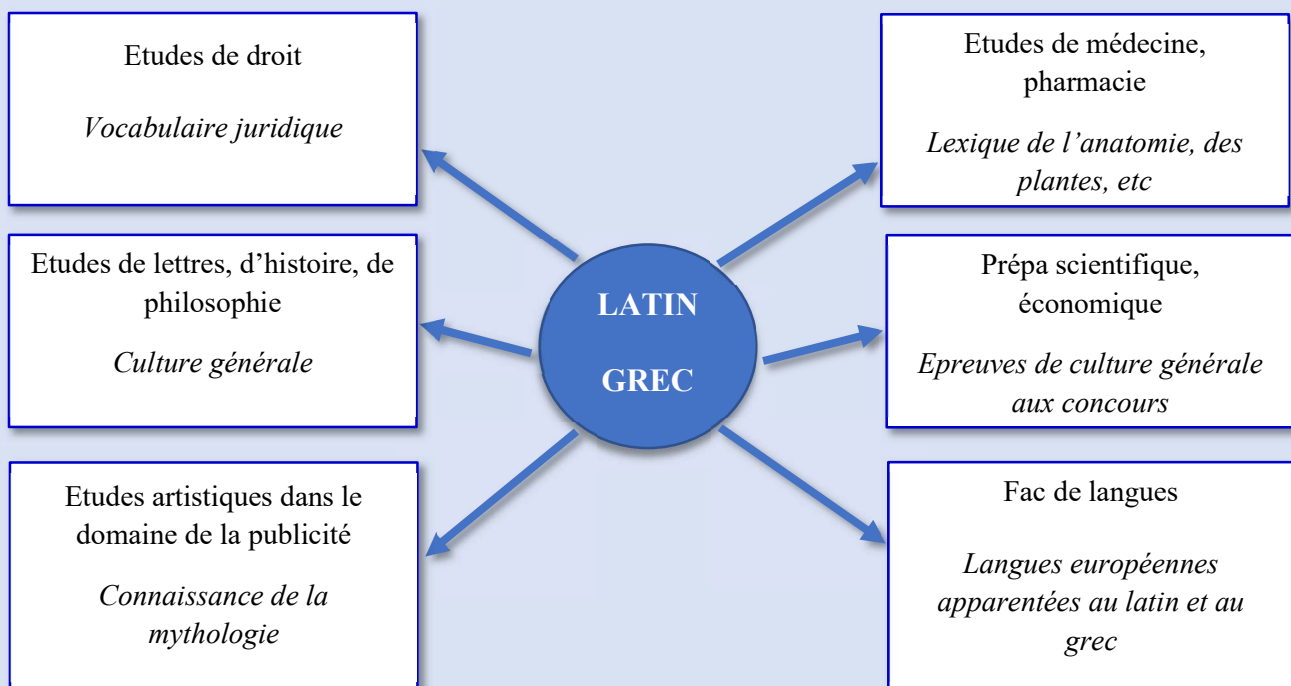 Etudes de droit
Vocabulaire juridique
Etudes de lettres, d’histoire, de
philosophie
Culture générale
Etudes artistiques dans le
domaine de la publicité
Connaissance de la
mythologie
LATIN
GREC
Etudes de médecine,
pharmacie
Lexique de l’anatomie, des
plantes, etc
Prépa scientifique,
économique
Epreuves de culture générale
aux concours
Fac de langues
Langues européennes
apparentées au latin et au
grec